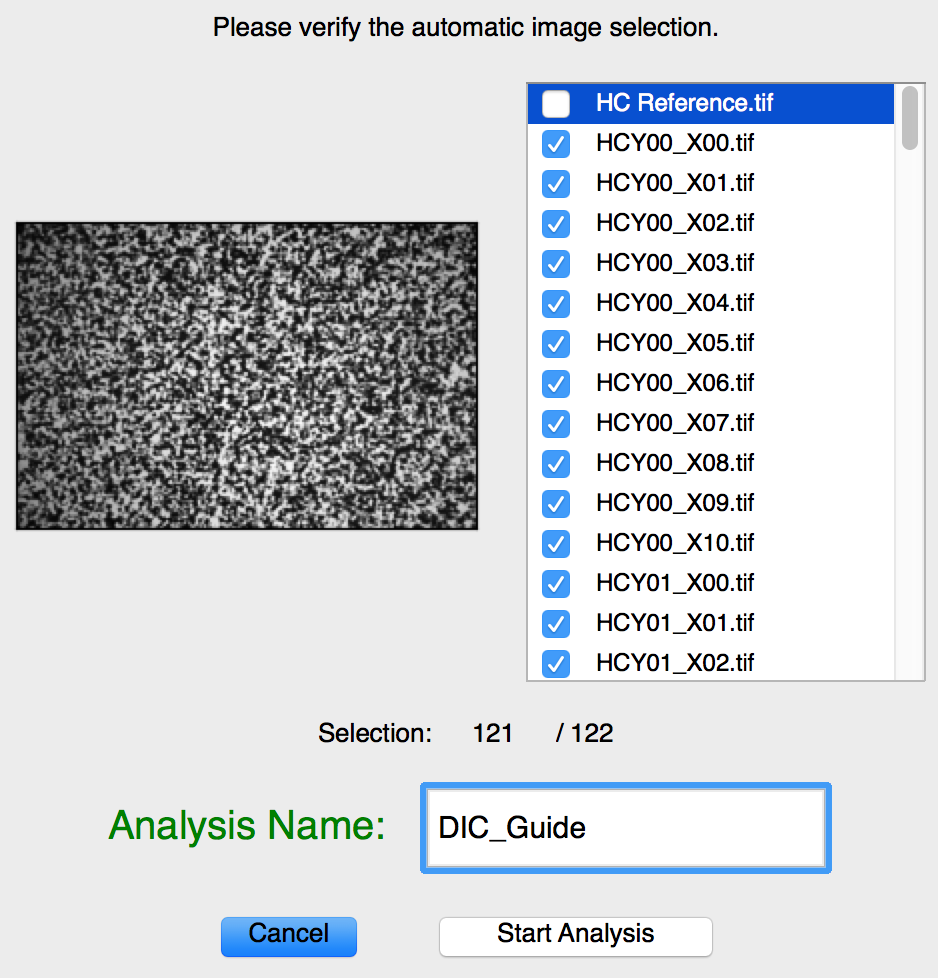 Please verify the automatic image selection.
HC Reference.tif
HCY00_X00.tif
HCY00_X01.tif
HCY00_X02.tif
HCY00_X03.tif
HCY00_X04.tif
HCY00_X05.tif
HCY00_X06.tif
HCY00_X07.tif
HCY00_X08.tif
HCY00_X09.tif
HCY00_X10.tif
HCY01_X00.tif
HCY01_X01.tif
HCY01_X02.tif
Selection: 121 / 122
Analysis Name: DIC_Guide
Cancel Start Analysis